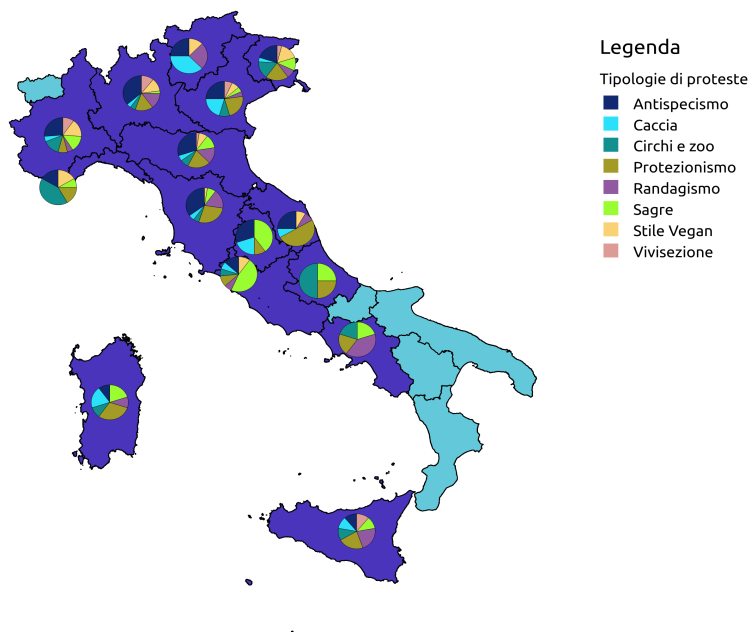 Legenda
Tipologie di proteste
Antispecismo
Caccia
Circhi e zoo
Protezionismo
Randagismo
Sagre
Stile Vegan
Vivisezione